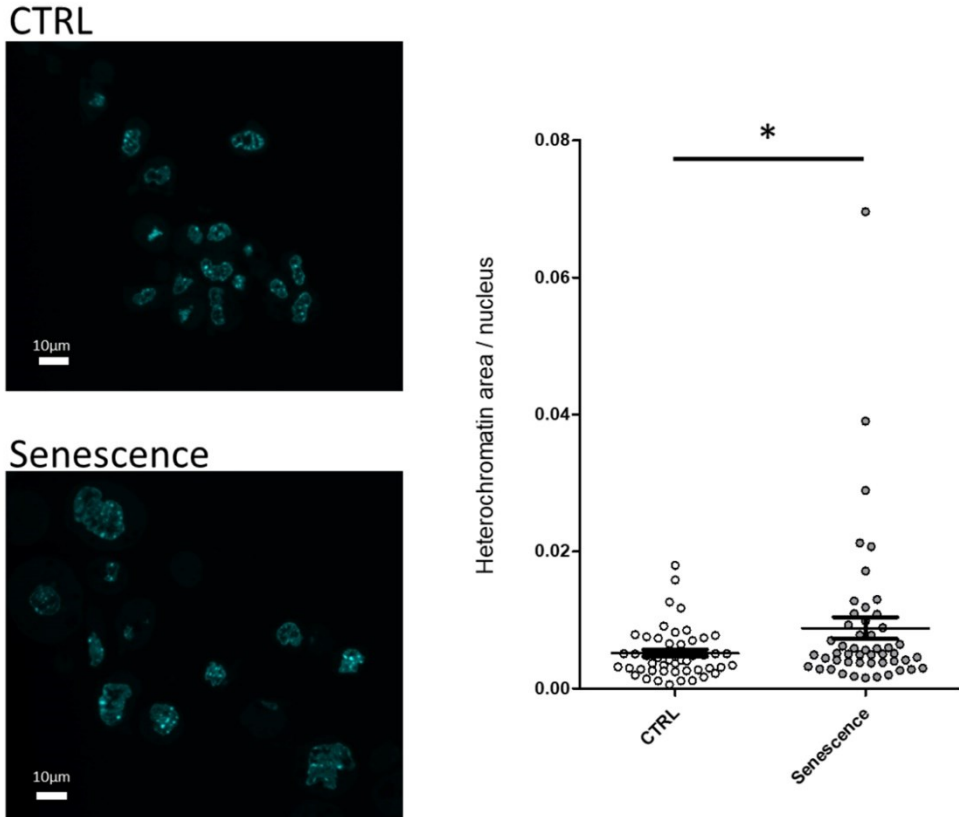 CTRL
10µm
Senescence
10µm
*
Heterochromatin area / nucleus
0.08
0.06
0.04
0.02
0.00
CTRL
Senescence